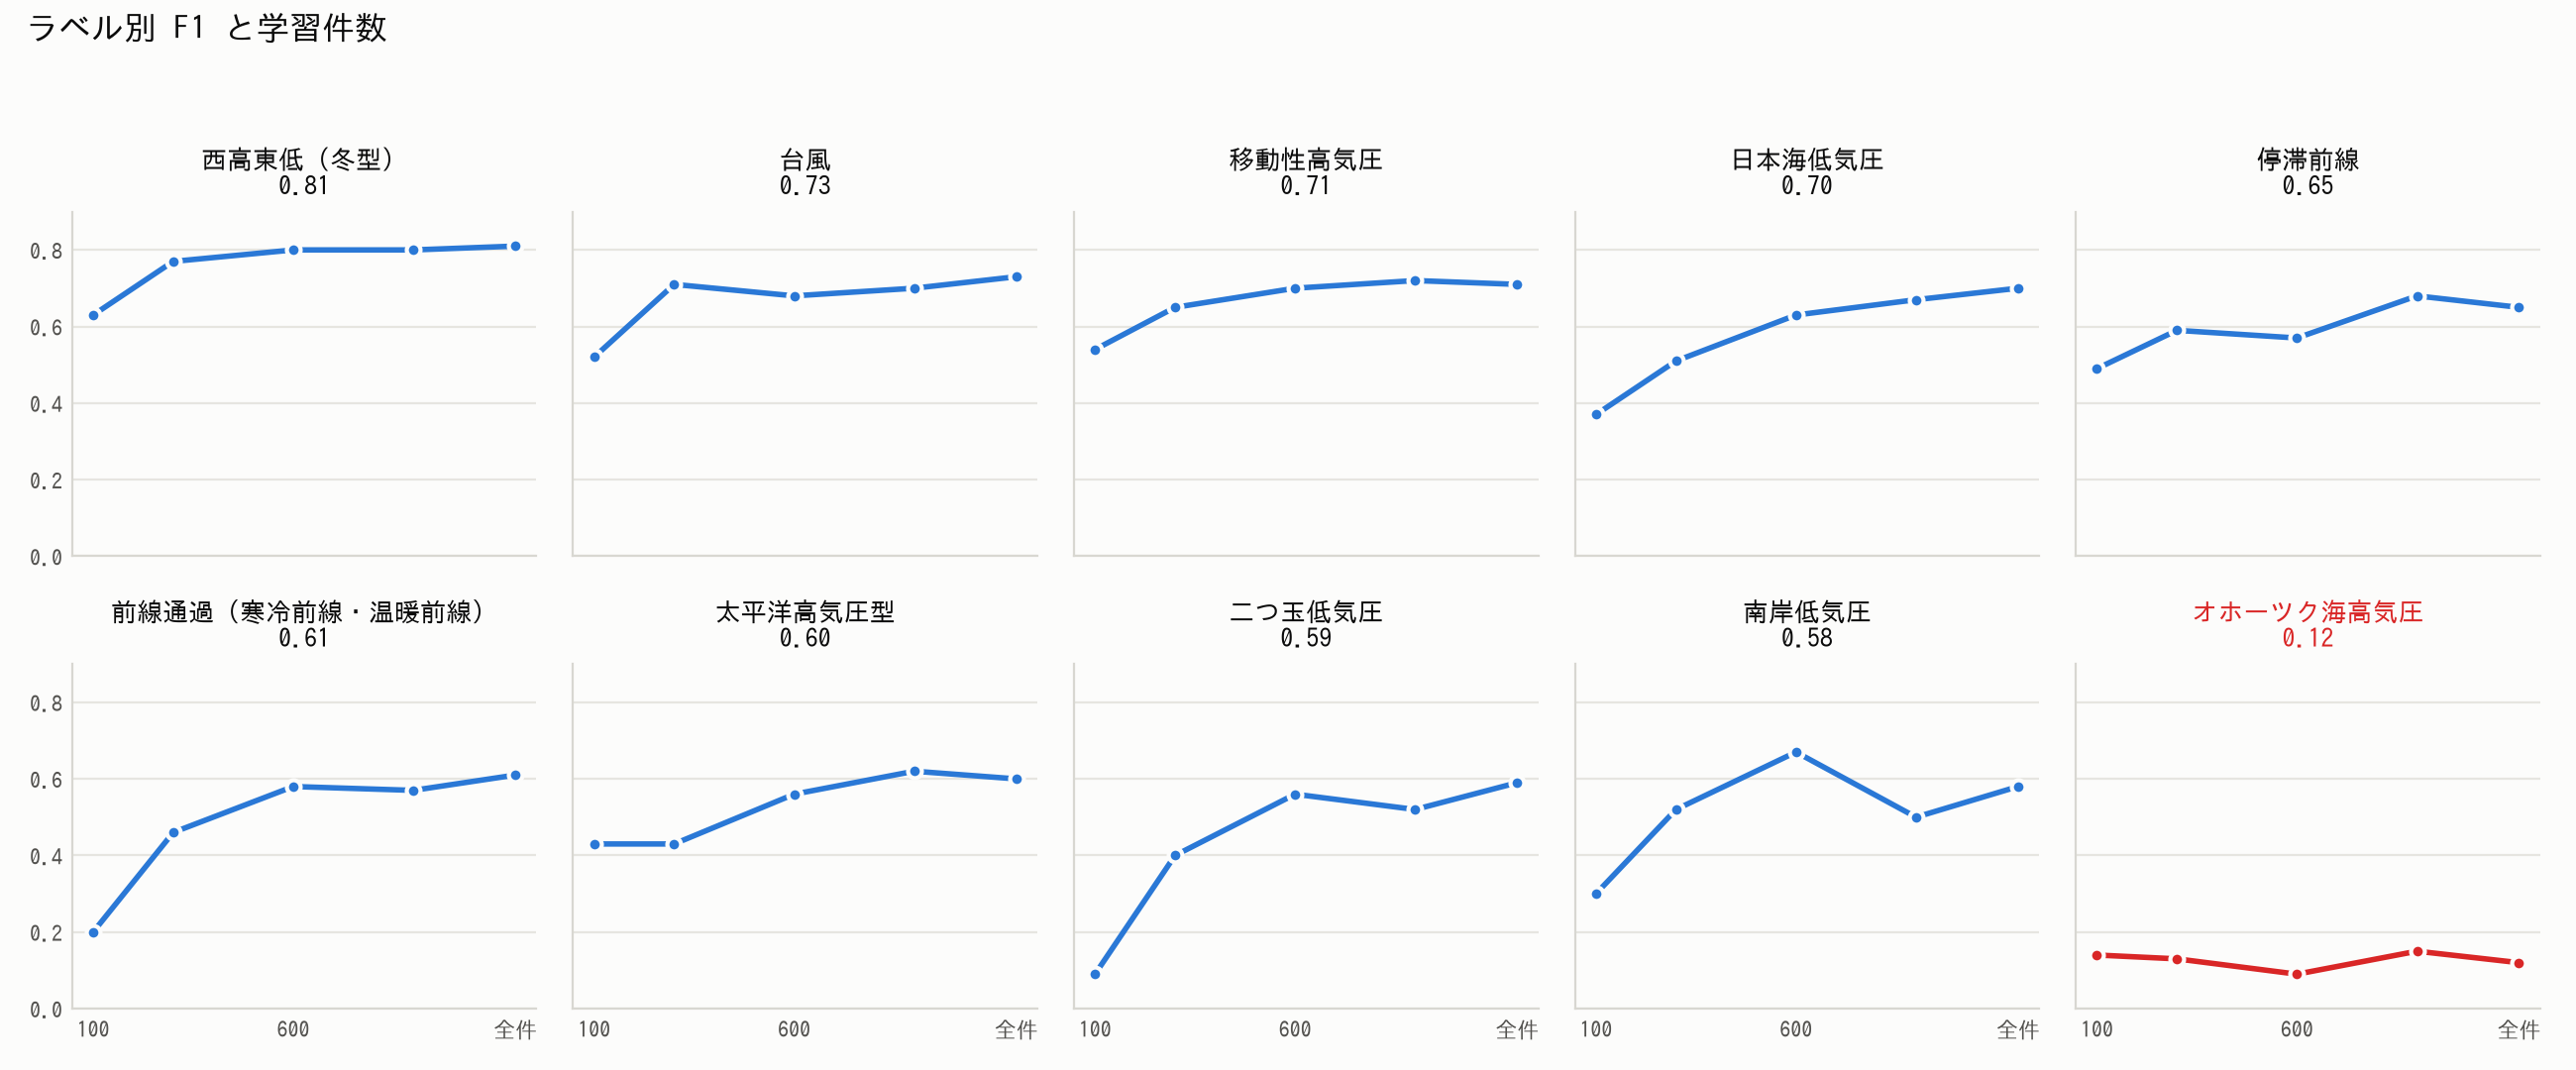 ラベル別 F1 と学習件数
西高東低（冬型）
0.81
台風
0.73
移動性高気圧
0.71
日本海低気圧
0.70
停滞前線
0.65
0.8
0.6
0.4
0.2
0.0
前線通過（寒冷前線・温暖前線）
0.61
太平洋高気圧型
0.60
二つ玉低気圧
0.59
南岸低気圧
0.58
オホーツク海高気圧
0.12
0.8
0.6
0.4
0.2
0.0
100 600 全件
100 600 全件
100 600 全件
100 600 全件
100 600 全件